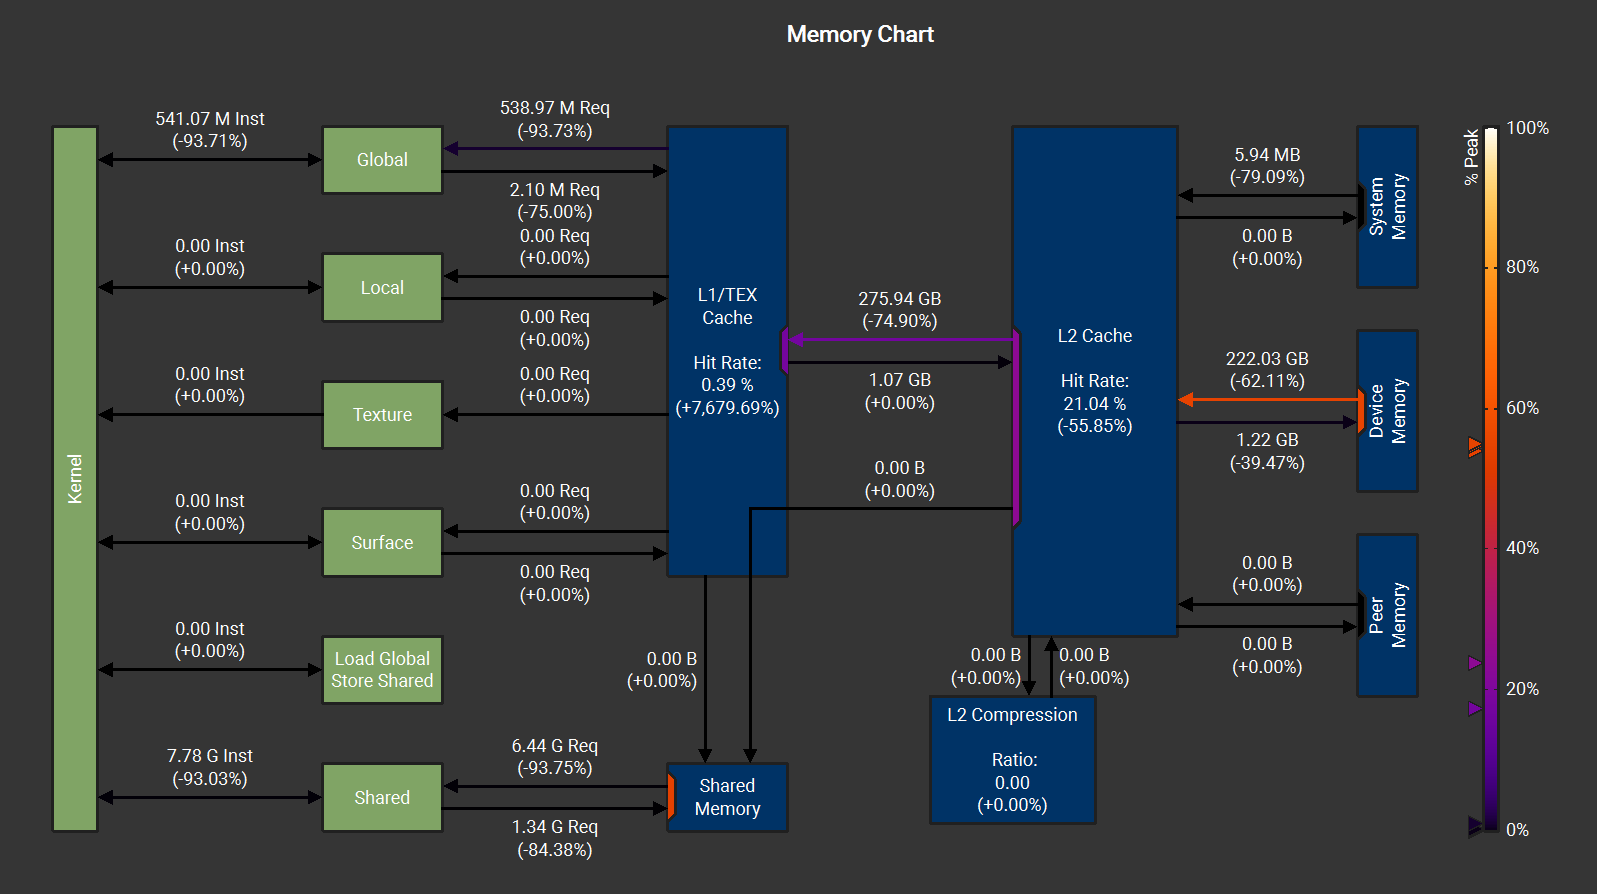 Memory Chart
Kernel
541.07 M Inst
(-93.71%)
Global
538.97 M Req
(-93.73%)
2.10 M Req
(-75.00%)
0.00 Inst
(+0.00%)
Local
0.00 Req
(+0.00%)
0.00 Req
(+0.00%)
0.00 Inst
(+0.00%)
Texture
0.00 Req
(+0.00%)
0.00 Inst
(+0.00%)
Surface
0.00 Req
(+0.00%)
0.00 Req
(+0.00%)
0.00 Inst
(+0.00%)
Load Global
Store Shared
7.78 G Inst
(-93.03%)
Shared
6.44 G Req
(-93.75%)
1.34 G Req
(-84.38%)
L1/TEX
Cache
Hit Rate:
0.39 %
(+7,679.69%)
0.00 B
(+0.00%)
Shared
Memory
275.94 GB
(-74.90%)
1.07 GB
(+0.00%)
0.00 B
(+0.00%)
L2 Cache
Hit Rate:
21.04 %
(-55.85%)
0.00 B
(+0.00%)
0.00 B
(+0.00%)
L2 Compression
Ratio:
0.00
(+0.00%)
5.94 MB
(-79.09%)
0.00 B
(+0.00%)
System
Memory
222.03 GB
(-62.11%)
1.22 GB
(-39.47%)
Device
Memory
0.00 B
(+0.00%)
0.00 B
(+0.00%)
Peer
Memory
% Peak
100%
80%
60%
40%
20%
0%